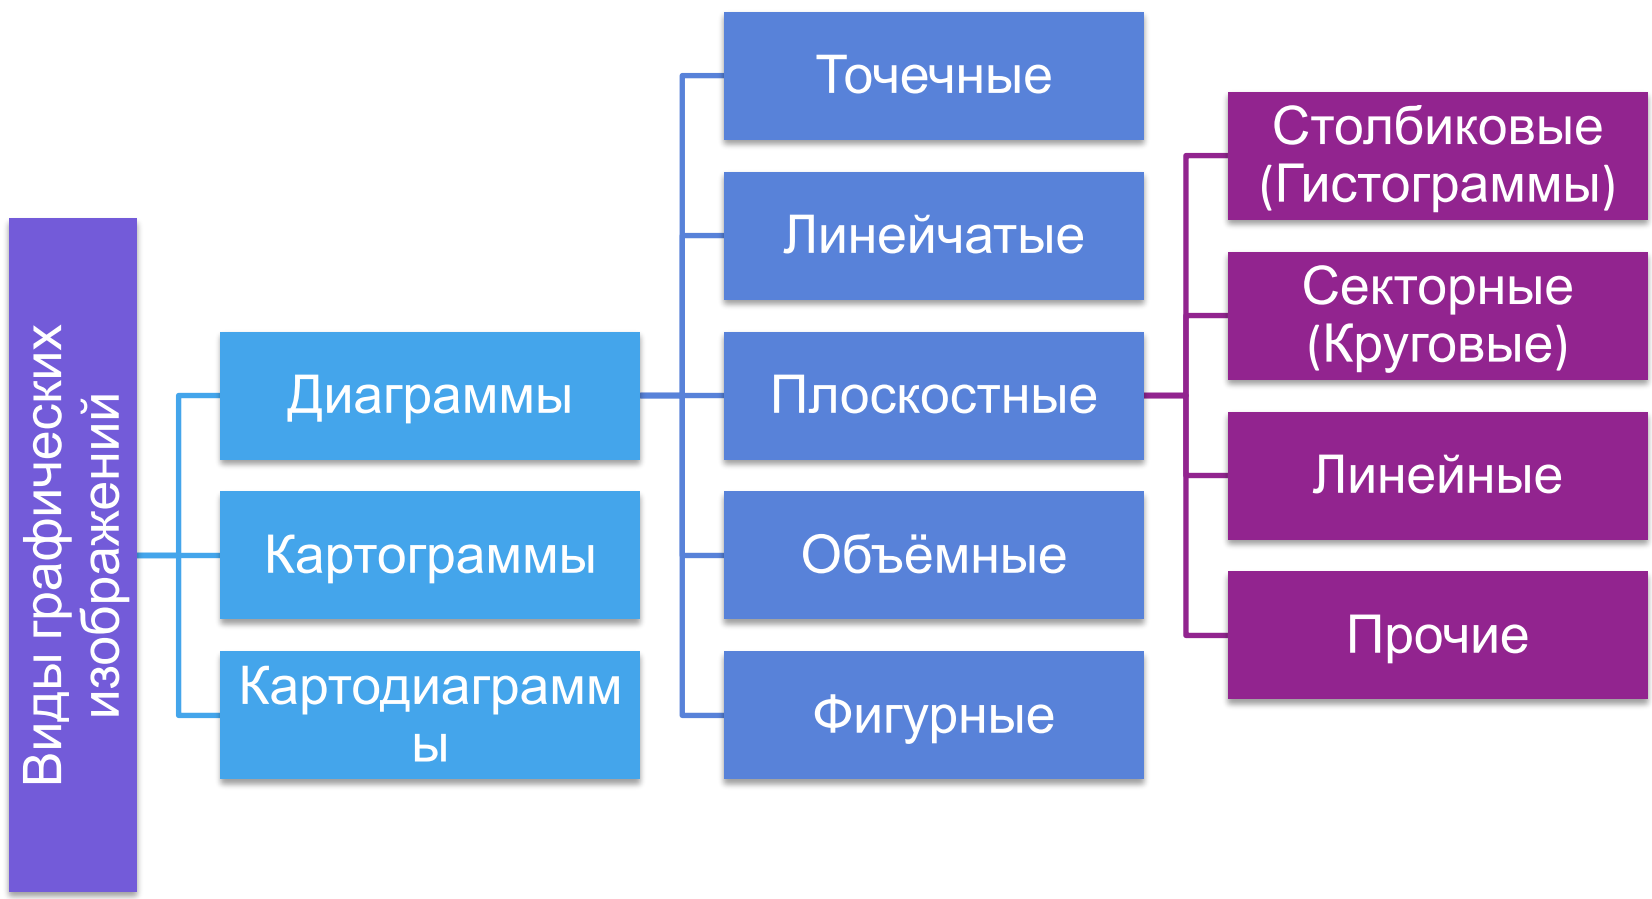 Виды графических
изображений
Диаграммы
Картограммы
Картодиаграмм
ы
Точечные
Линейчатые
Плоскостные
Объёмные
Фигурные
Столбиковые
(Гистограммы)
Секторные
(Круговые)
Линейные
Прочие